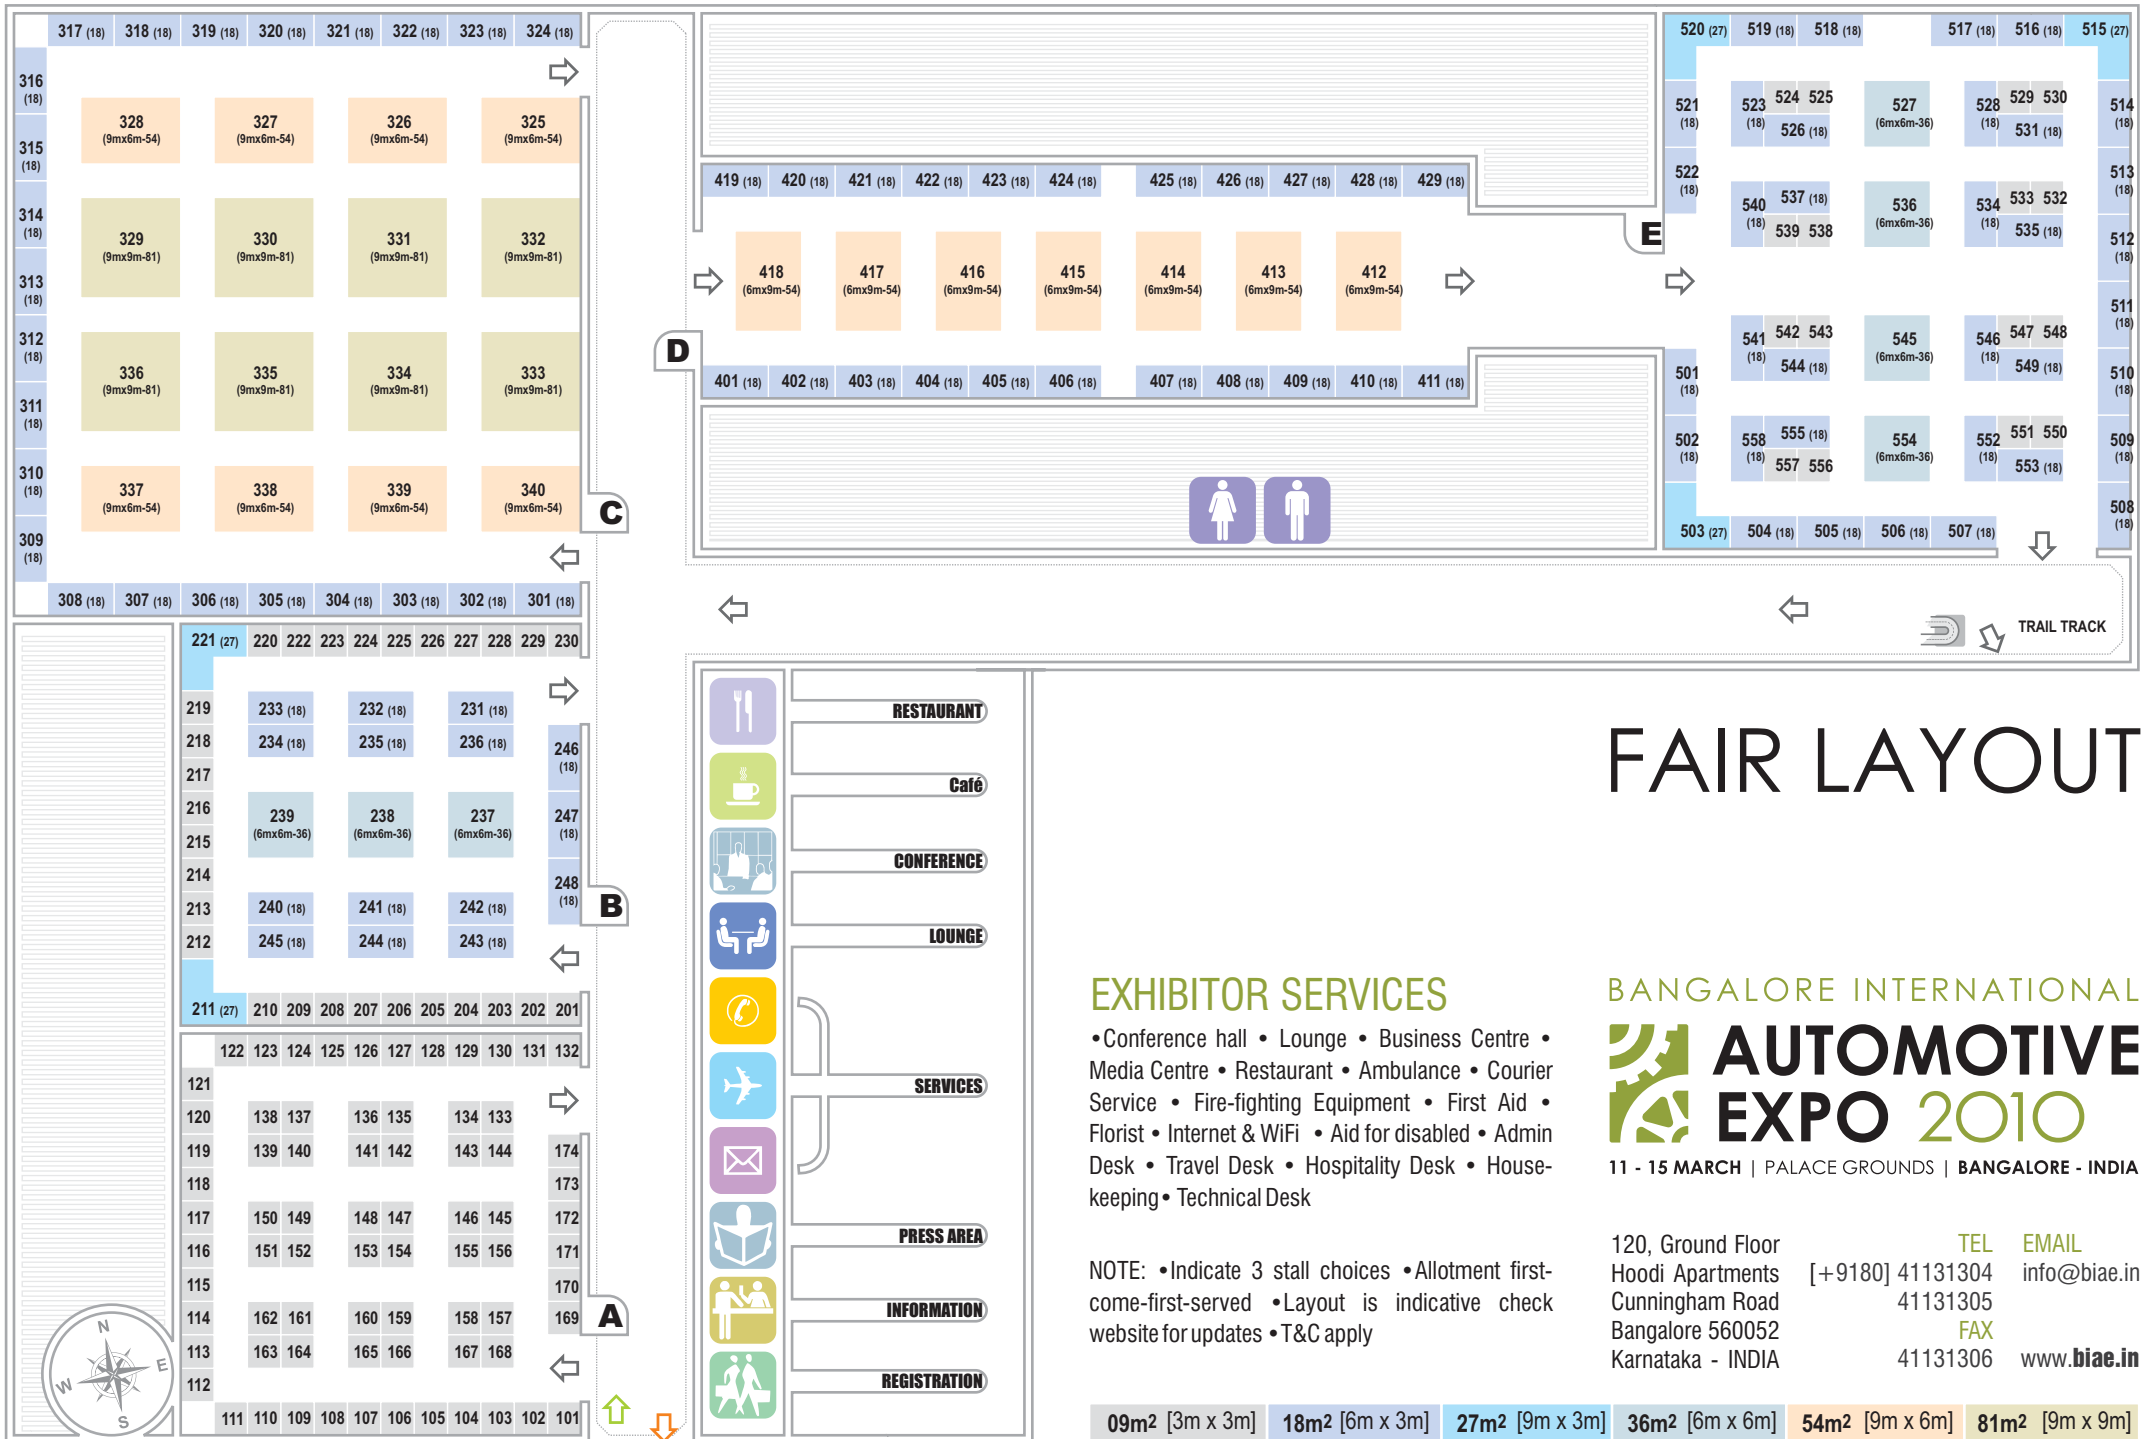 317 (18) 318 (18) 319 (18) 320 (18) 321 (18) 322 (18) 323 (18) 324 (18)
316 (18)
315 (18)
314 (18)
313 (18)
312 (18)
311 (18)
310 (18)
309 (18)
328 (9mx6m-54) 327 (9mx6m-54) 326 (9mx6m-54) 325 (9mx6m-54)
329 (9mx9m-81) 330 (9mx9m-81) 331 (9mx9m-81) 332 (9mx9m-81)
336 (9mx9m-81) 335 (9mx9m-81) 334 (9mx9m-81) 333 (9mx9m-81)
337 (9mx6m-54) 338 (9mx6m-54) 339 (9mx6m-54) 340 (9mx6m-54)
C
308 (18) 307 (18) 306 (18) 305 (18) 304 (18) 303 (18) 302 (18) 301 (18)
419 (18) 420 (18) 421 (18) 422 (18) 423 (18) 424 (18) 425 (18) 426 (18) 427 (18) 428 (18) 429 (18)
418 (6mx9m-54) 417 (6mx9m-54) 416 (6mx9m-54) 415 (6mx9m-54) 414 (6mx9m-54) 413 (6mx9m-54) 412 (6mx9m-54)
D
401 (18) 402 (18) 403 (18) 404 (18) 405 (18) 406 (18) 407 (18) 408 (18) 409 (18) 410 (18) 411 (18)
520 (27) 519 (18) 518 (18) 517 (18) 516 (18) 515 (27)
521 (18) 523 (18) 524 525 527 (6mx6m-36) 528 (18) 529 530 514 (18)
526 (18) 531 (18)
522 (18) 513 (18)
540 (18) 537 (18) 536 (6mx6m-36) 534 (18) 533 532
539 538 535 (18) 512 (18)
E
511 (18)
541 (18) 542 543 545 (6mx6m-36) 546 (18) 547 548
501 (18) 544 (18) 549 (18) 510 (18)
502 (18) 558 (18) 555 (18) 554 (6mx6m-36) 552 (18) 551 550 509 (18)
557 556 553 (18)
508 (18)
503 (27) 504 (18) 505 (18) 506 (18) 507 (18)
TRAIL TRACK
221 (27) 220 222 223 224 225 226 227 228 229 230
219 233 (18) 232 (18) 231 (18)
218 234 (18) 235 (18) 236 (18) 246 (18)
217
216 239 (6mx6m-36) 238 (6mx6m-36) 237 (6mx6m-36) 247 (18)
215
214 248 (18)
213 240 (18) 241 (18) 242 (18) B
212 245 (18) 244 (18) 243 (18)
211 (27) 210 209 208 207 206 205 204 203 202 201
122 123 124 125 126 127 128 129 130 131 132
121
120 138 137 136 135 134 133
119 139 140 141 142 143 144 174
118 173
117 150 149 148 147 146 145 172
116 151 152 153 154 155 156 171
115 170
114 162 161 160 159 158 157 169 A
113 163 164 165 166 167 168
112
111 110 109 108 107 106 105 104 103 102 101
N
E
W
S
RESTAURANT
Café
CONFERENCE
LOUNGE
SERVICES
PRESS AREA
INFORMATION
REGISTRATION
FAIR LAYOUT
EXHIBITOR SERVICES
•Conference hall • Lounge • Business Centre •
Media Centre • Restaurant • Ambulance • Courier
Service • Fire-fighting Equipment • First Aid •
Florist • Internet & WiFi • Aid for disabled • Admin
Desk • Travel Desk • Hospitality Desk • House-
keeping • Technical Desk
NOTE: •Indicate 3 stall choices •Allotment first-
come-first-served •Layout is indicative check
website for updates •T&C apply
BANGALORE INTERNATIONAL
AUTOMOTIVE
EXPO 2010
11 - 15 MARCH | PALACE GROUNDS | BANGALORE - INDIA
120, Ground Floor
Hoodi Apartments
Cunningham Road
Bangalore 560052
Karnataka - INDIA
TEL
[+9180] 41131304
41131305
FAX
41131306
EMAIL
info@biae.in
www.biae.in
09m2 [3m x 3m] 18m2 [6m x 3m] 27m2 [9m x 3m] 36m2 [6m x 6m] 54m2 [9m x 6m] 81m2 [9m x 9m]